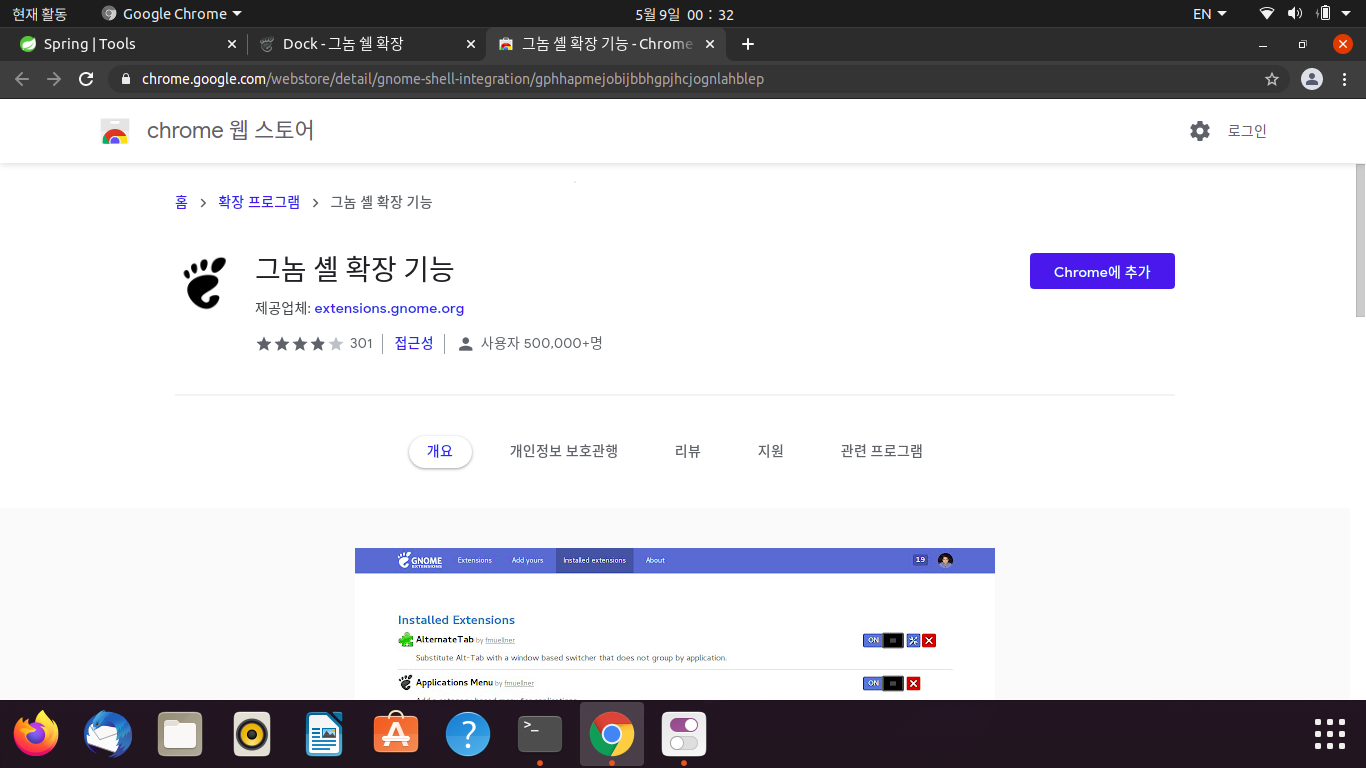 현재 활동
Google Chrome
5월 9일 00 : 32
EN
Spring | Tools
Dock - 그놈 쉘 확장
그놈 셸 확장 기능 - Chrome
chrome.google.com/webstore/detail/gnome-shell-integration/gphhapmejobijbbhgpjhcjognlahblep
chrome 웹 스토어
로그인
홈
확장 프로그램
그놈 셸 확장 기능
그놈 셸 확장 기능
Chrome에 추가
제공업체: extensions.gnome.org
301
접근성
사용자 500,000+명
개요
개인정보 보호관행
리뷰
지원
관련 프로그램
GNOME
EXTENSIONS
Extensions
Add yours
Installed extensions
About
19
Installed Extensions
AlternateTab by fmuellner
ON
Substitute Alt-Tab with a window based switcher that does not group by application.
Applications Menu by fmuellner
ON